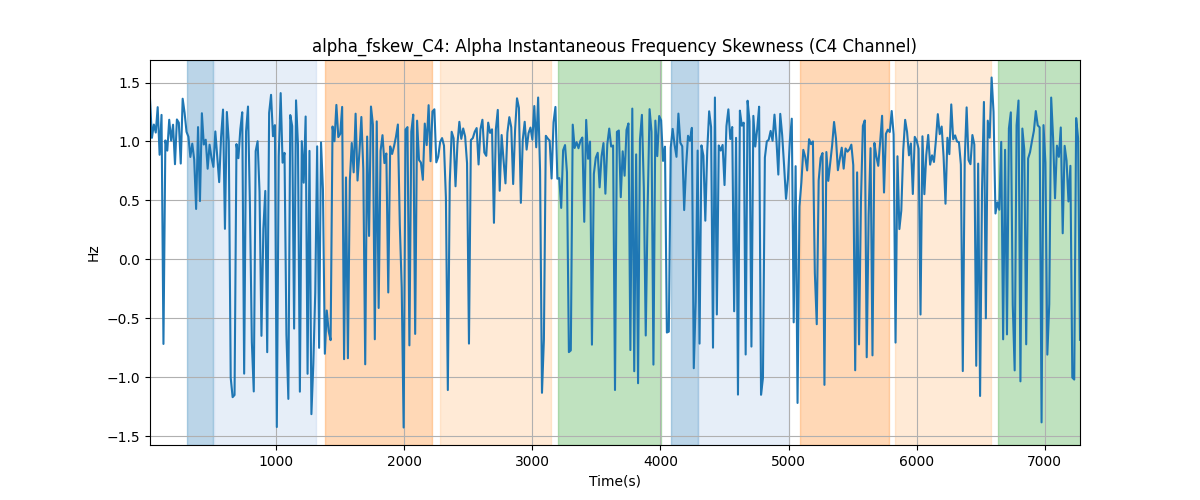 alpha_fskew_C4: Alpha Instantaneous Frequency Skewness (C4 Channel)
1.5
1.0
0.5
0.0
−0.5
−1.0
−1.5
Hz
1000 2000 3000 4000 5000 6000 7000
Time(s)